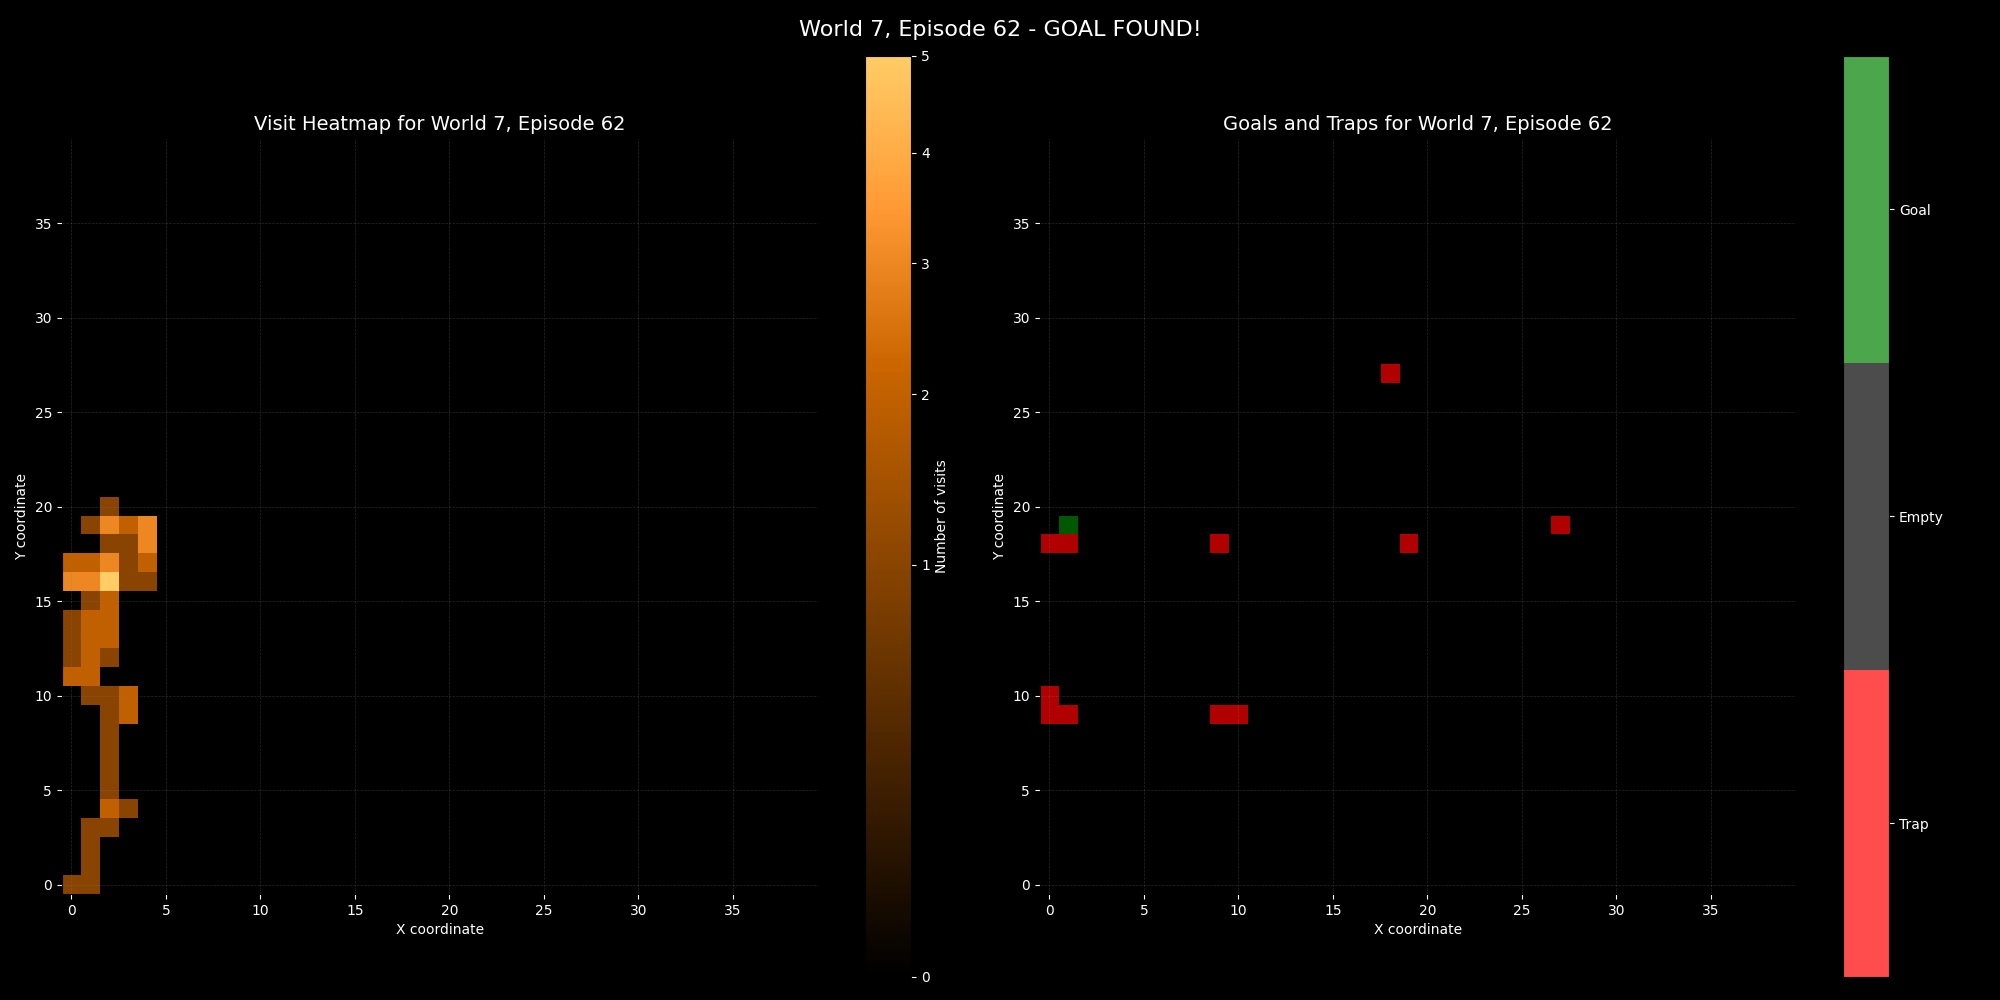 World 7, Episode 62 - GOAL FOUND!
Visit Heatmap for World 7, Episode 62
35
30
25
20
15
10
5
0
Y coordinate
0 5 10 15 20 25 30 35
X coordinate
5
4
3
2
1
0
Number of visits
Goals and Traps for World 7, Episode 62
35
30
25
20
15
10
5
0
Y coordinate
0 5 10 15 20 25 30 35
X coordinate
Goal
Empty
Trap